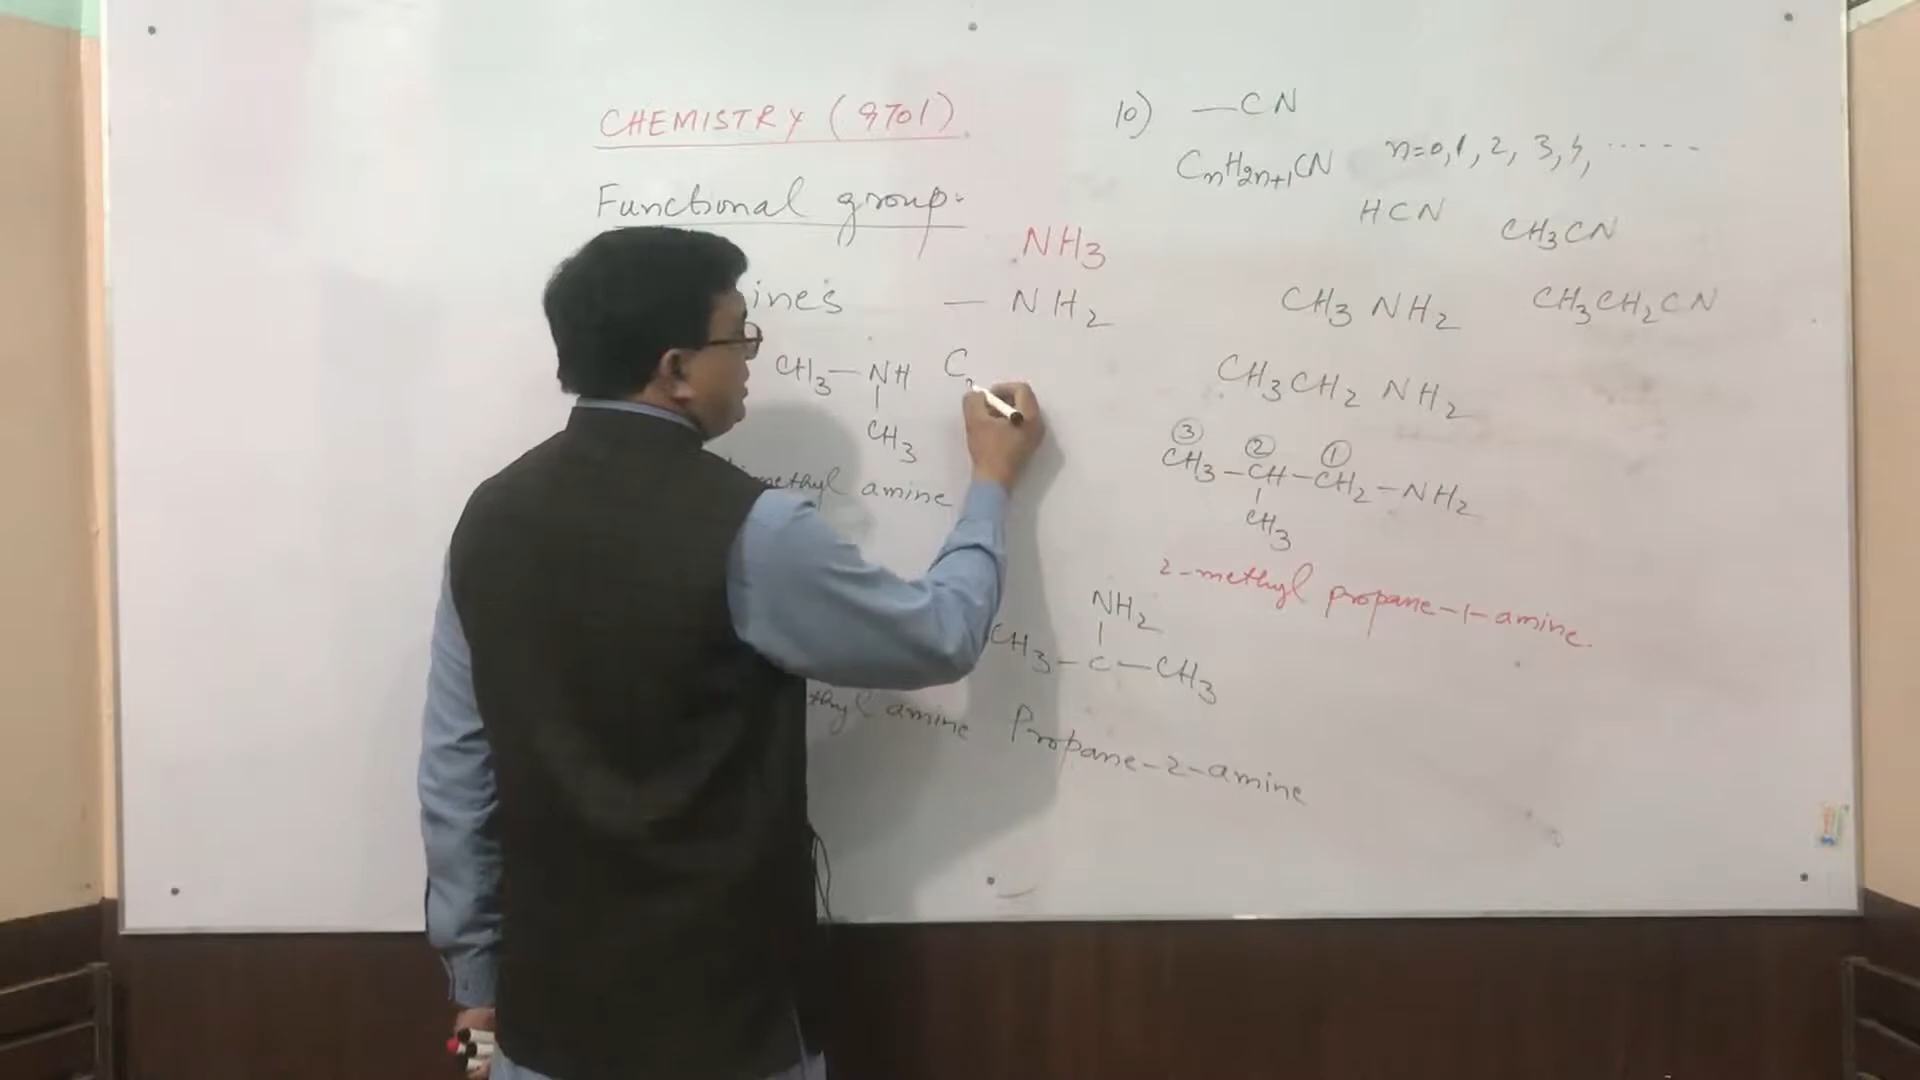 CHEMISTRY (9701)
Functional group.
NH3
ines — NH2
CH3—NH
CH3
C
methyl amine
thyl amine
10) —CN
CnH2n+1CN n=0,1,2,3,4,.....
HCN CH3CN
CH3NH2 CH3CH2CN
CH3CH2NH2
3 2 1
CH3—CH—CH2—NH2
CH3
2-methyl propane-1-amine.
NH2
CH3—C—CH3
Propane-2-amine